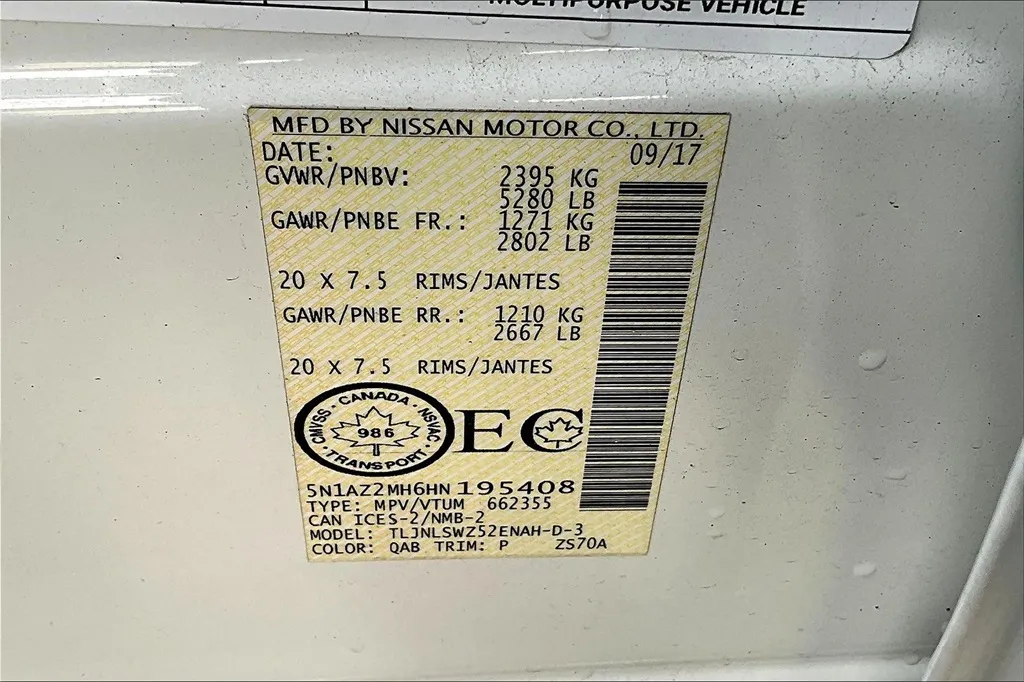 MULTIPURPOSE VEHICLE
MFD BY NISSAN MOTOR CO., LTD.
DATE: 09/17
GVWR/PNBV: 2395 KG
5280 LB
GAWR/PNBE FR.: 1271 KG
2802 LB
20 X 7.5 RIMS/JANTES
GAWR/PNBE RR.: 1210 KG
2667 LB
20 X 7.5 RIMS/JANTES
CMVSS · CANADA · NSVAC · TRANSPORT ·
986
EC
5N1AZ2MH6HN195408
TYPE: MPV/VTUM 662355
CAN ICES-2/NMB-2
MODEL: TLJNLSWZ52ENAH-D-3
COLOR: QAB TRIM: P ZS70A